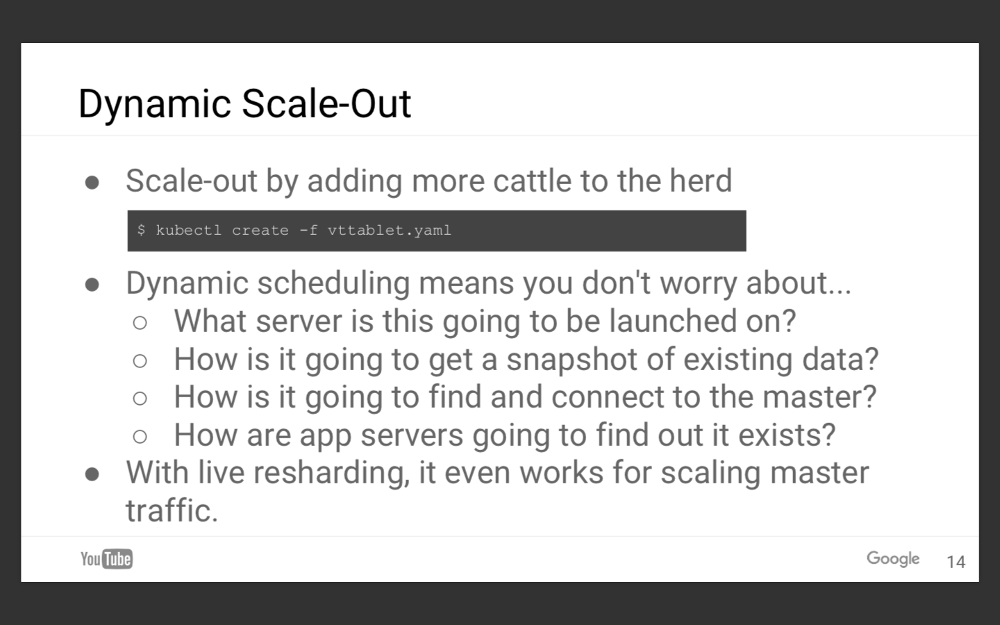 Dynamic Scale-Out
● Scale-out by adding more cattle to the herd
$ kubectl create -f vttablet.yaml
● Dynamic scheduling means you don't worry about...
○ What server is this going to be launched on?
○ How is it going to get a snapshot of existing data?
○ How is it going to find and connect to the master?
○ How are app servers going to find out it exists?
● With live resharding, it even works for scaling master
traffic.
YouTube
Google 14